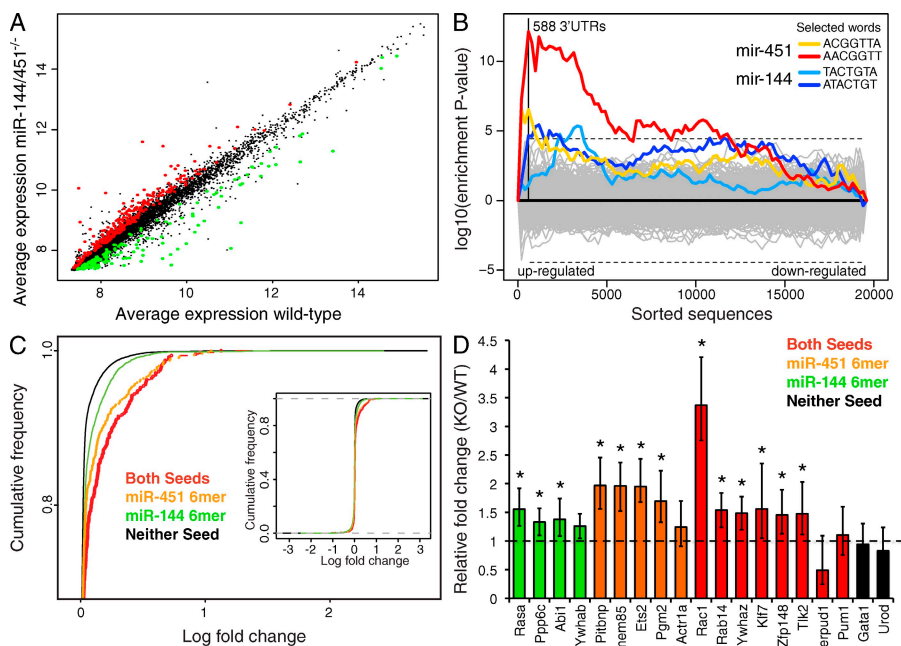 A
Average expression miR-144/451-/-
14
12
10
8
8
10
12
14
Average expression wild-type
B
588 3'UTRs
Selected words
mir-451
ACGGTTA
AACGGTT
mir-144
TACTGTA
ATACTGT
log10(enrichment P-value)
10
5
0
−5
up-regulated
down-regulated
0
5000
10000
15000
20000
Sorted sequences
C
Cumulative frequency
1.0
0.8
Both Seeds
miR-451 6mer
miR-144 6mer
Neither Seed
0
1
2
Log fold change
Cumulative frequency
0.8
0.4
0.0
-3 -2 -1 0 1 2 3
Log fold change
D
Relative fold change (KO/WT)
4.5
4
3.5
3
2.5
2
1.5
1
0.5
0
Both Seeds
miR-451 6mer
miR-144 6mer
Neither Seed
* * * * * * * * * * * * *
Rasa
Ppp6c
Abi1
Ywhab
Pitbnp
nem85
Ets2
Pgm2
Actr1a
Rac1
Rab14
Ywhaz
Klf7
Zfp148
Tlk2
erpud1
Pum1
Gata1
Urod